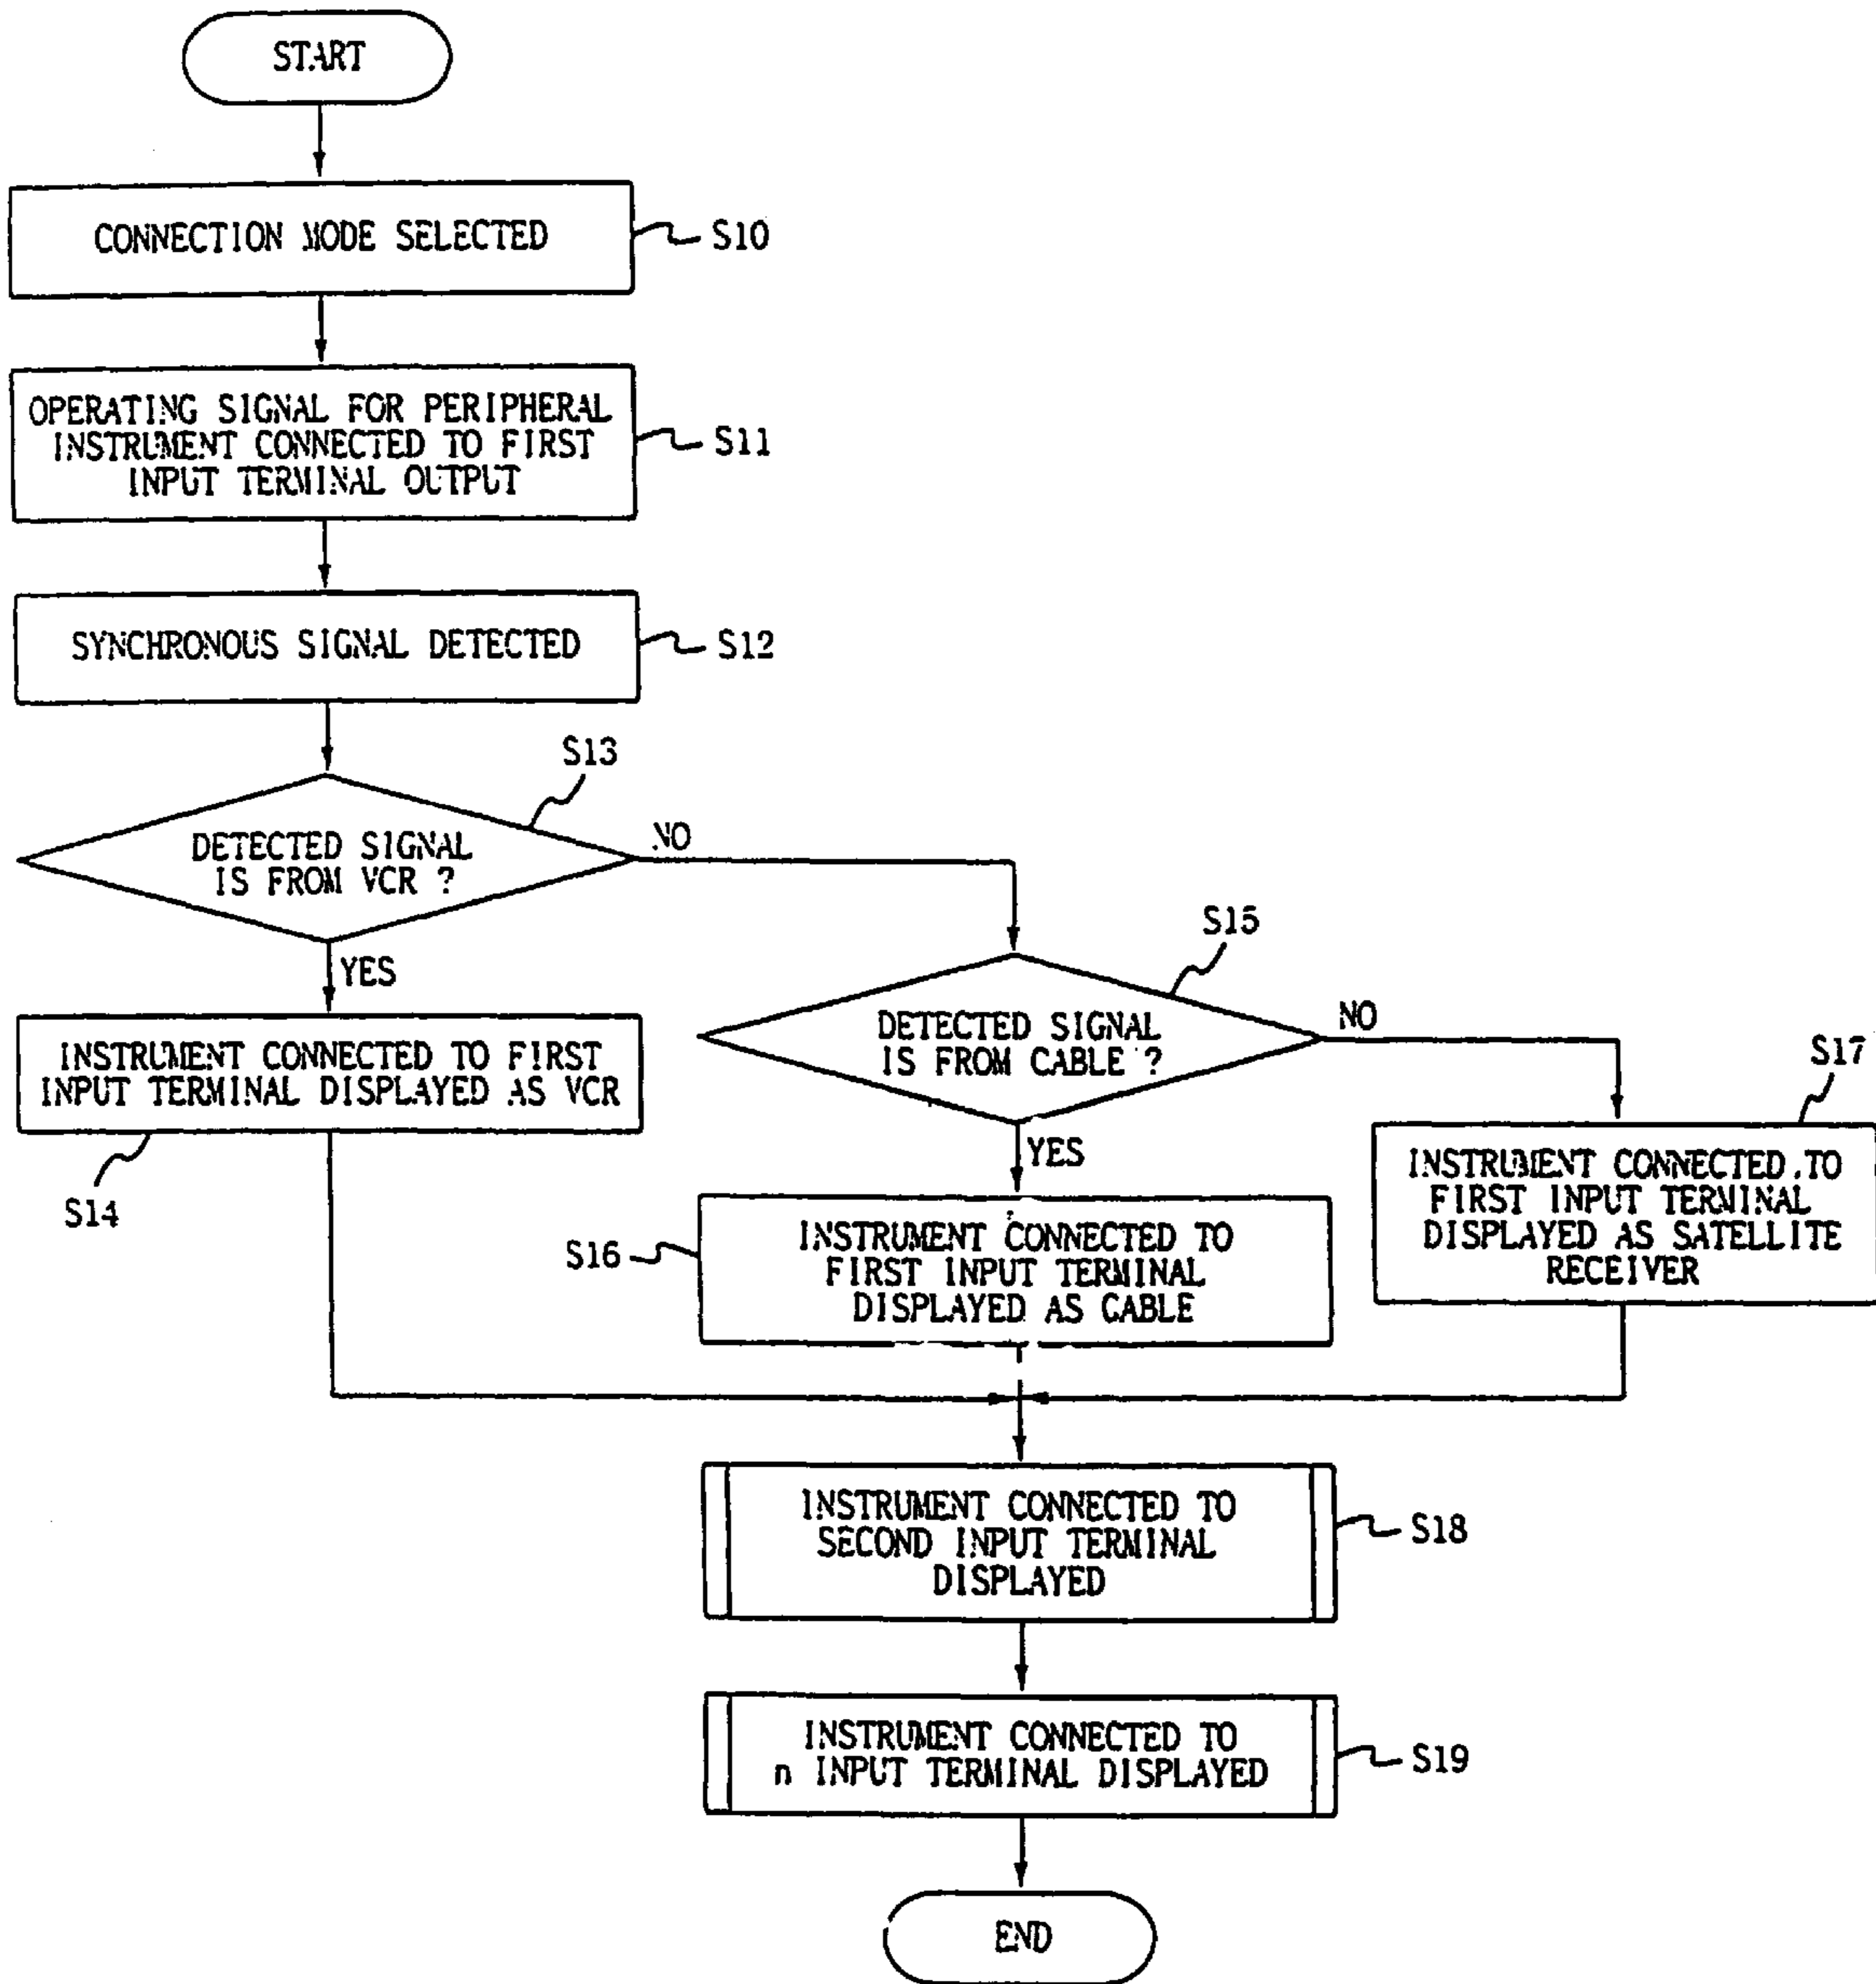 START
CONNECTION MODE SELECTED
S10
OPERATING SIGNAL FOR PERIPHERAL
INSTRUMENT CONNECTED TO FIRST
INPUT TERMINAL OUTPUT
S11
SYNCHRONOUS SIGNAL DETECTED
S12
S13
DETECTED SIGNAL
IS FROM VCR ?
NO
YES
INSTRUMENT CONNECTED TO FIRST
INPUT TERMINAL DISPLAYED AS VCR
S14
S15
DETECTED SIGNAL
IS FROM CABLE ?
NO
YES
S17
INSTRUMENT CONNECTED TO
FIRST INPUT TERMINAL
DISPLAYED AS SATELLITE
RECEIVER
S16
INSTRUMENT CONNECTED TO
FIRST INPUT TERMINAL
DISPLAYED AS CABLE
INSTRUMENT CONNECTED TO
SECOND INPUT TERMINAL
DISPLAYED
S18
INSTRUMENT CONNECTED TO
n INPUT TERMINAL DISPLAYED
S19
END